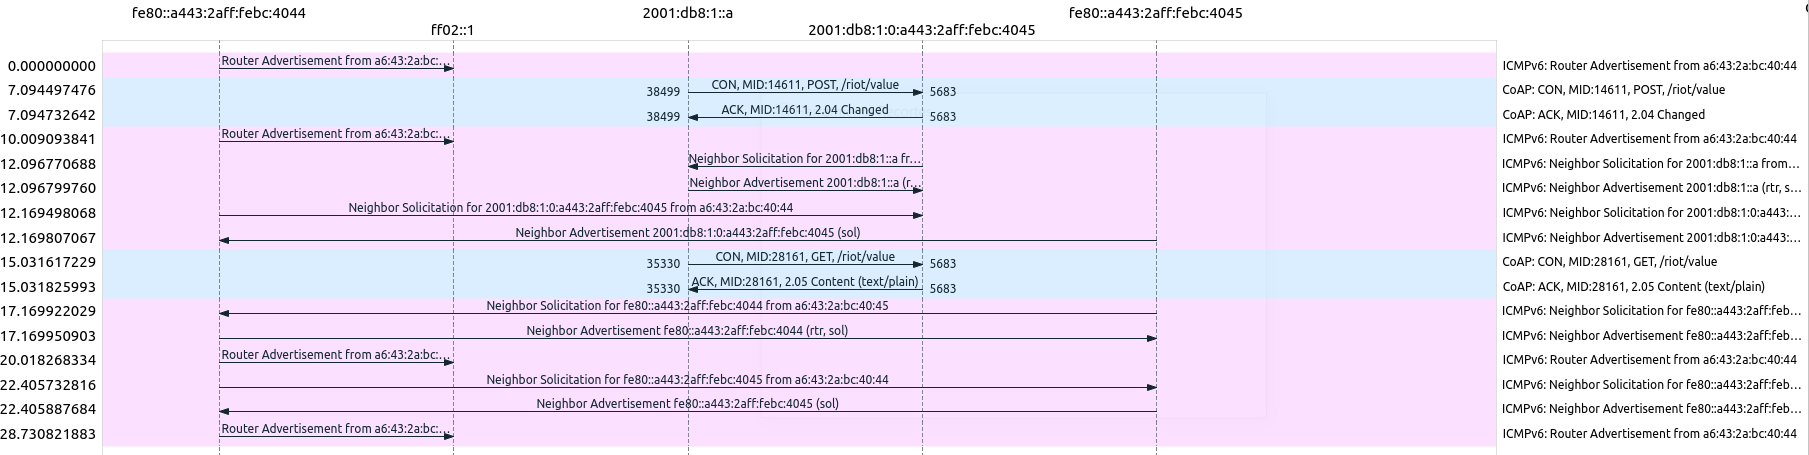 fe80::a443:2aff:febc:4044 2001:db8:1::a fe80::a443:2aff:febc:4045
ff02::1 2001:db8:1:0:a443:2aff:febc:4045
0.000000000 Router Advertisement from a6:43:2a:bc:... ICMPv6: Router Advertisement from a6:43:2a:bc:40:44
7.094497476 38499 CON, MID:14611, POST, /riot/value 5683 CoAP: CON, MID:14611, POST, /riot/value
7.094732642 38499 ACK, MID:14611, 2.04 Changed 5683 CoAP: ACK, MID:14611, 2.04 Changed
10.009093841 Router Advertisement from a6:43:2a:bc:... ICMPv6: Router Advertisement from a6:43:2a:bc:40:44
12.096770688 Neighbor Solicitation for 2001:db8:1::a fr... ICMPv6: Neighbor Solicitation for 2001:db8:1::a from...
12.096799760 Neighbor Advertisement 2001:db8:1::a (r... ICMPv6: Neighbor Advertisement 2001:db8:1::a (rtr, s...
12.169498068 Neighbor Solicitation for 2001:db8:1:0:a443:2aff:febc:4045 from a6:43:2a:bc:40:44 ICMPv6: Neighbor Solicitation for 2001:db8:1:0:a443:...
12.169807067 Neighbor Advertisement 2001:db8:1:0:a443:2aff:febc:4045 (sol) ICMPv6: Neighbor Advertisement 2001:db8:1:0:a443:...
15.031617229 35330 CON, MID:28161, GET, /riot/value 5683 CoAP: CON, MID:28161, GET, /riot/value
15.031825993 35330 ACK, MID:28161, 2.05 Content (text/plain) 5683 CoAP: ACK, MID:28161, 2.05 Content (text/plain)
17.169922029 Neighbor Solicitation for fe80::a443:2aff:febc:4044 from a6:43:2a:bc:40:45 ICMPv6: Neighbor Solicitation for fe80::a443:2aff:feb...
17.169950903 Neighbor Advertisement fe80::a443:2aff:febc:4044 (rtr, sol) ICMPv6: Neighbor Advertisement fe80::a443:2aff:feb...
20.018268334 Router Advertisement from a6:43:2a:bc:... ICMPv6: Router Advertisement from a6:43:2a:bc:40:44
22.405732816 Neighbor Solicitation for fe80::a443:2aff:febc:4045 from a6:43:2a:bc:40:44 ICMPv6: Neighbor Solicitation for fe80::a443:2aff:feb...
22.405887684 Neighbor Advertisement fe80::a443:2aff:febc:4045 (sol) ICMPv6: Neighbor Advertisement fe80::a443:2aff:feb...
28.730821883 Router Advertisement from a6:43:2a:bc:... ICMPv6: Router Advertisement from a6:43:2a:bc:40:44